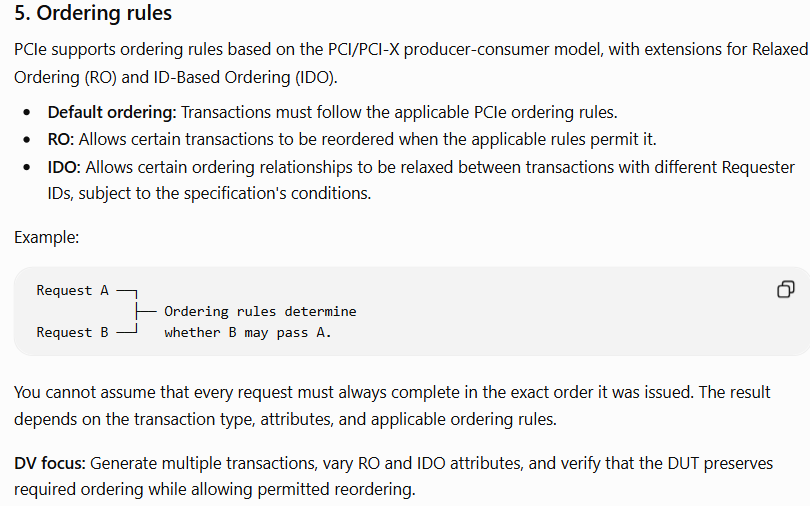 5. Ordering rules
PCIe supports ordering rules based on the PCI/PCI-X producer-consumer model, with extensions for Relaxed
Ordering (RO) and ID-Based Ordering (IDO).
• Default ordering: Transactions must follow the applicable PCIe ordering rules.
• RO: Allows certain transactions to be reordered when the applicable rules permit it.
• IDO: Allows certain ordering relationships to be relaxed between transactions with different Requester
IDs, subject to the specification's conditions.
Example:
Request A ──┐
├─ Ordering rules determine
Request B ──┘ whether B may pass A.
You cannot assume that every request must always complete in the exact order it was issued. The result
depends on the transaction type, attributes, and applicable ordering rules.
DV focus: Generate multiple transactions, vary RO and IDO attributes, and verify that the DUT preserves
required ordering while allowing permitted reordering.